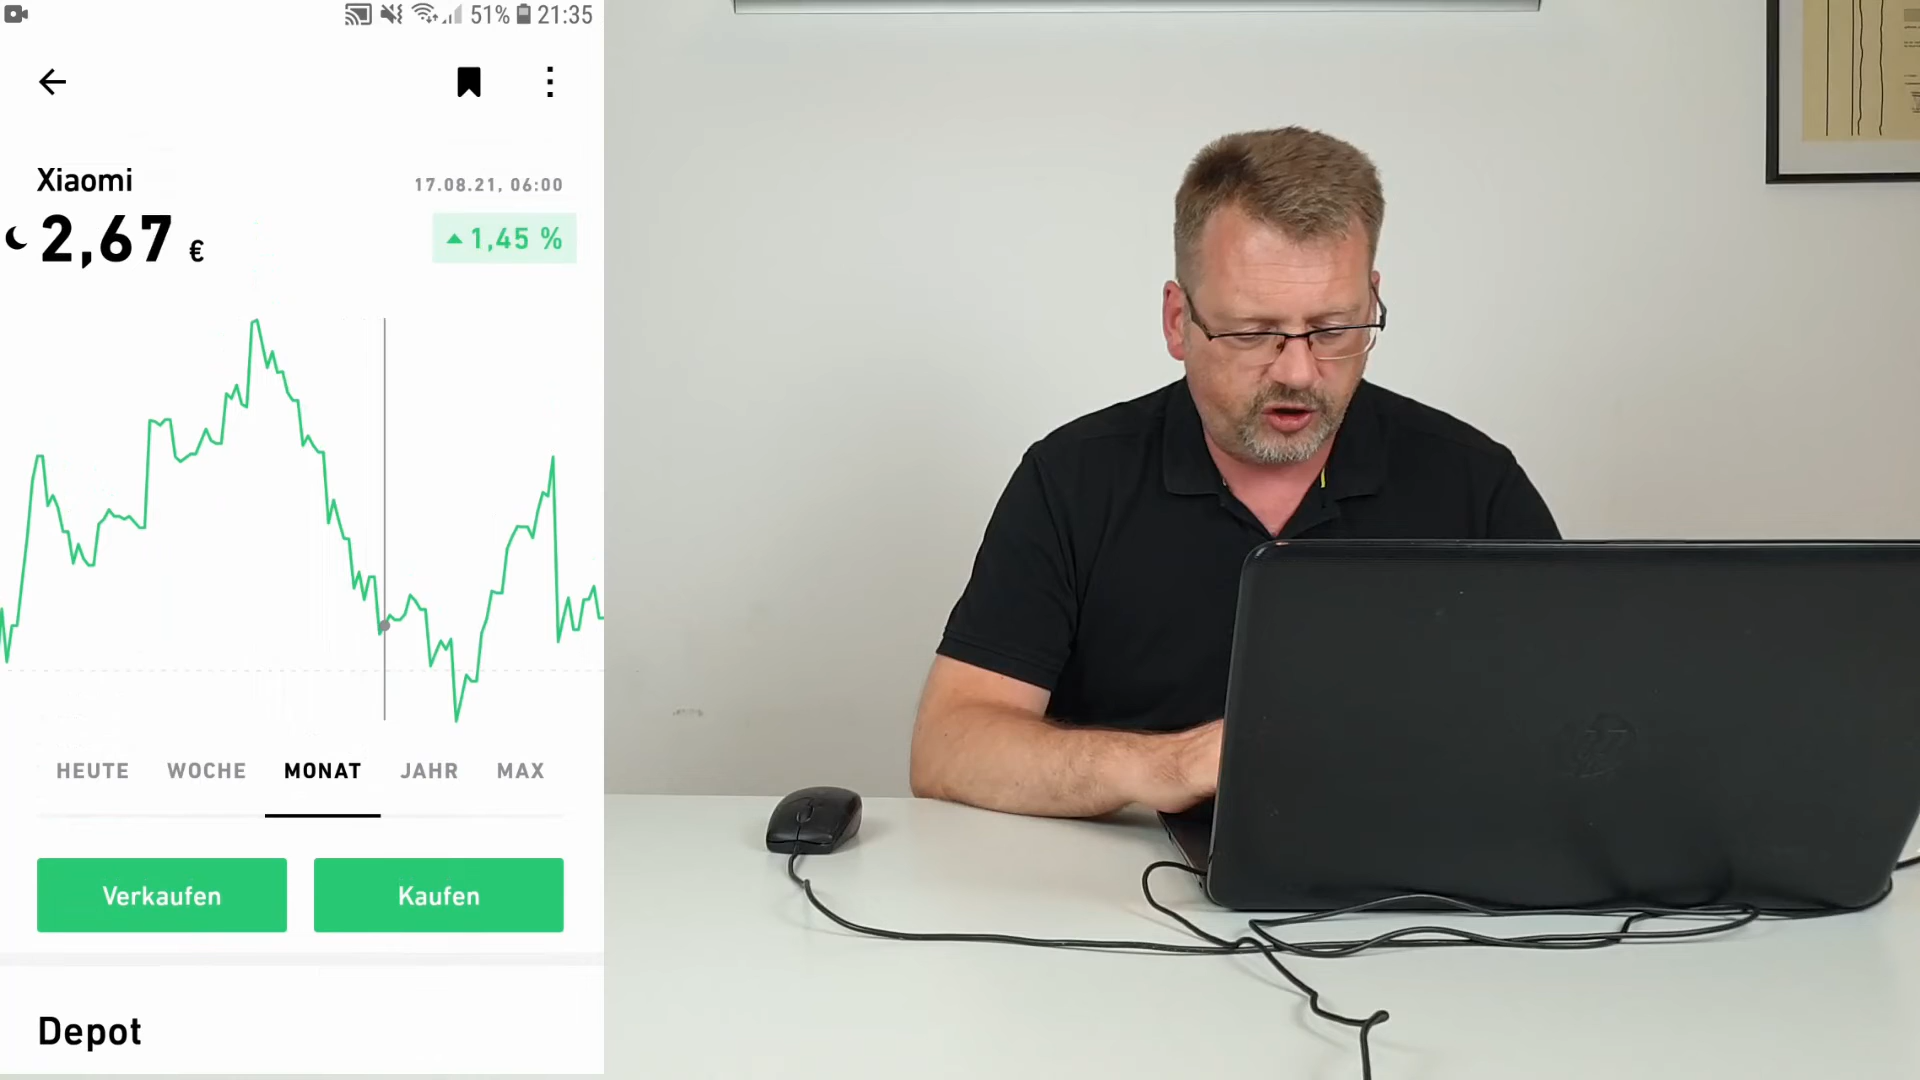 51% 21:35
Xiaomi
17.08.21, 06:00
2,67 €
1,45 %
HEUTE WOCHE MONAT JAHR MAX
Verkaufen Kaufen
Depot